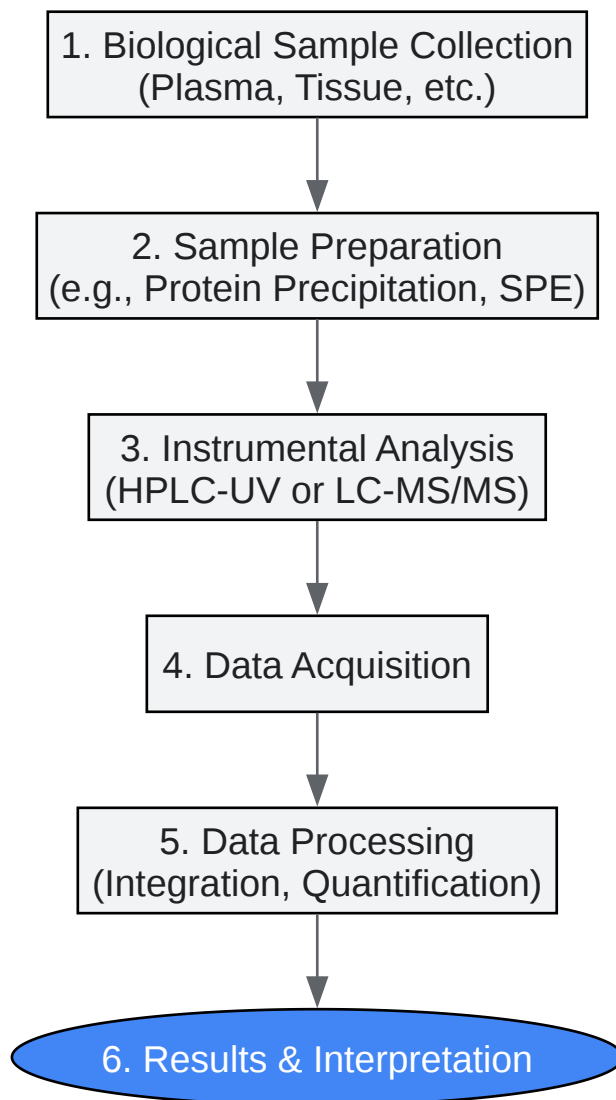 1. Biological Sample Collection
(Plasma, Tissue, etc.)
2. Sample Preparation
(e.g., Protein Precipitation, SPE)
3. Instrumental Analysis
(HPLC-UV or LC-MS/MS)
4. Data Acquisition
5. Data Processing
(Integration, Quantification)
6. Results & Interpretation